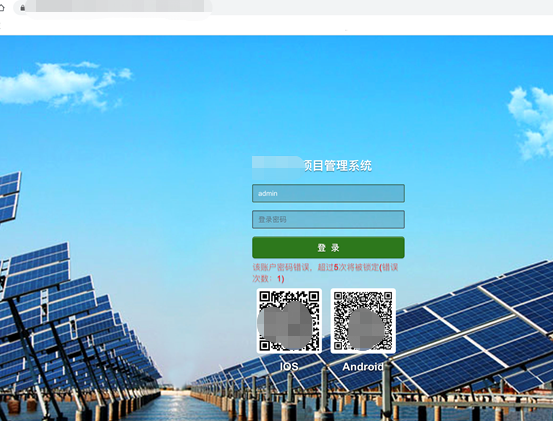 项目管理系统
admin
登录密码
登 录
该账户密码错误，超过5次将被锁定(错误
次数：1)
IOS
Android